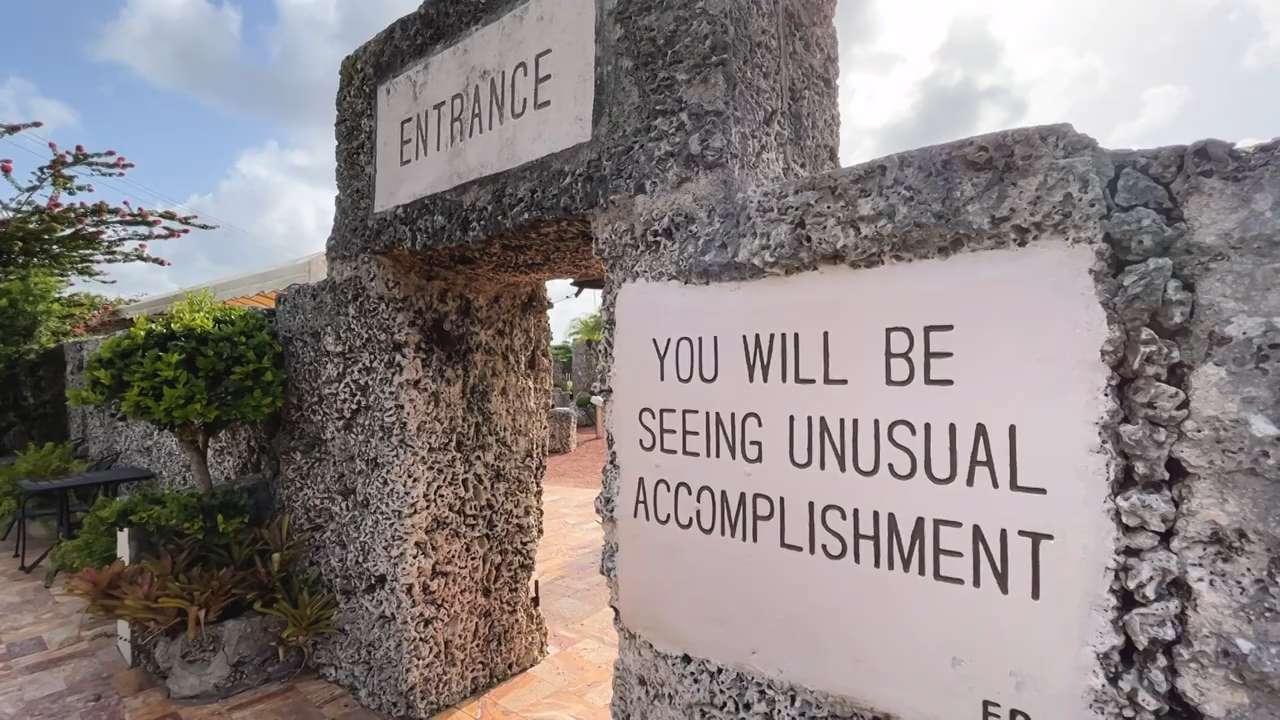 ENTRANCE
YOU WILL BE
SEEING UNUSUAL
ACCOMPLISHMENT